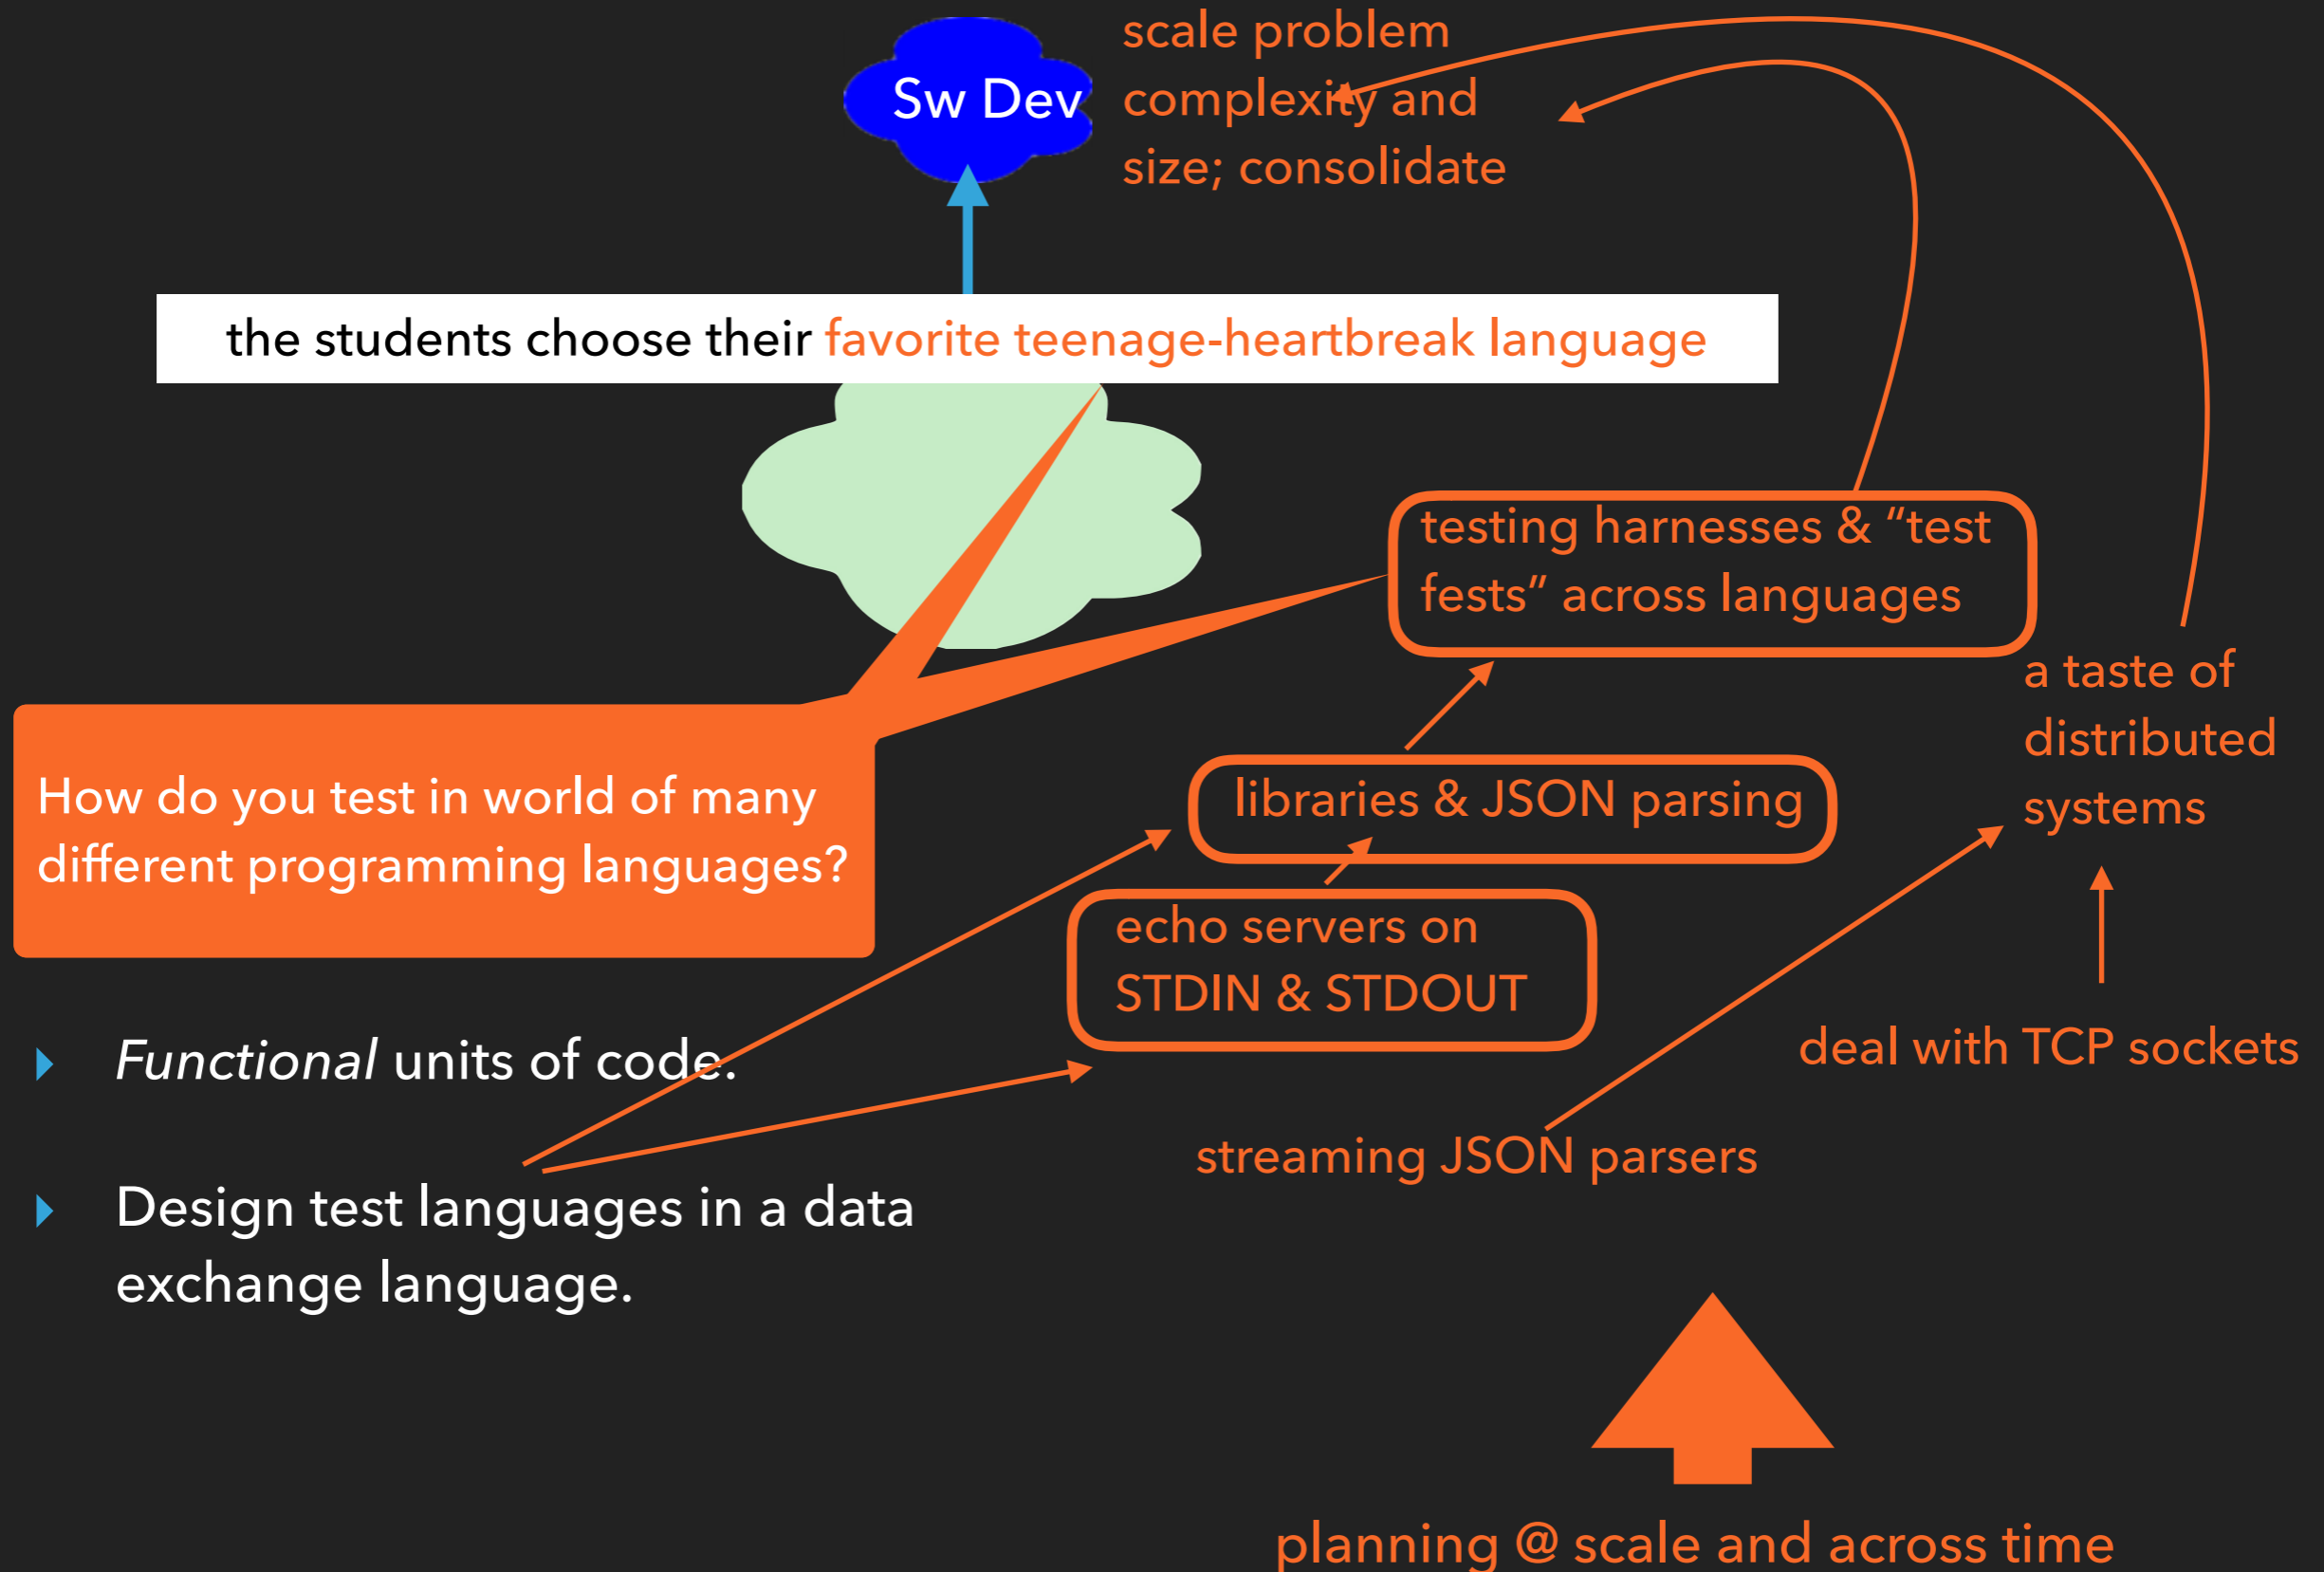 scale problem
complexity and
size; consolidate
Sw Dev
the students choose their favorite teenage-heartbreak language
testing harnesses & “test
fests” across languages
a taste of
distributed
systems
How do you test in world of many
different programming languages?
libraries & JSON parsing
echo servers on
STDIN & STDOUT
Functional units of code.
deal with TCP sockets
streaming JSON parsers
Design test languages in a data
exchange language.
planning @ scale and across time